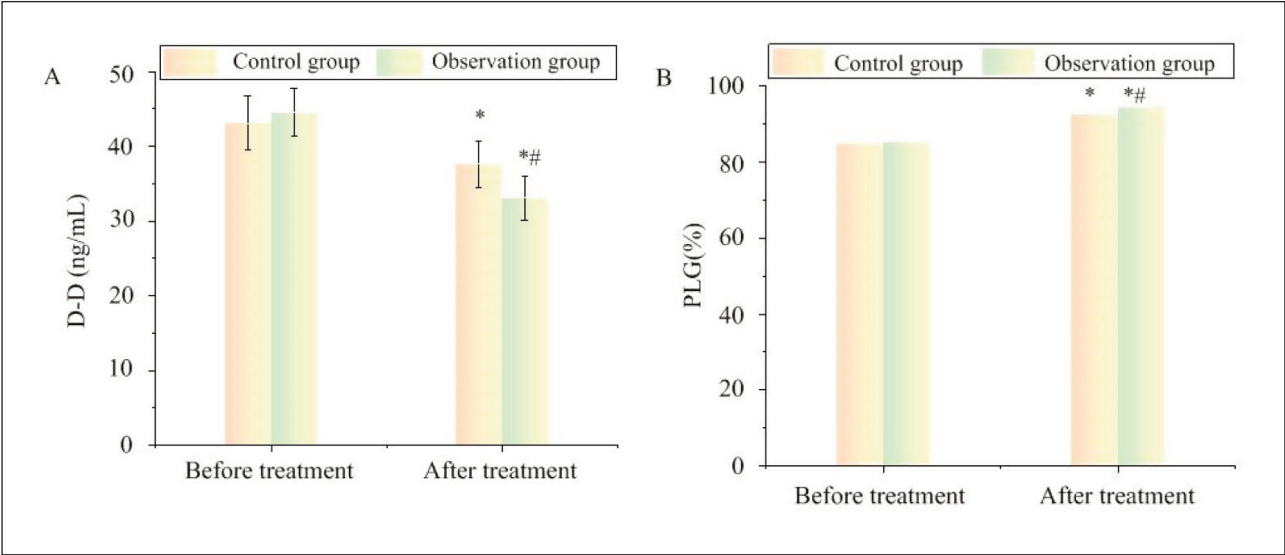 A
Control group Observation group
50
40
30
20
10
0
D-D (ng/mL)
*
*#
Before treatment After treatment
B
Control group Observation group
100
80
60
40
20
0
PLG(%)
* *#
Before treatment After treatment